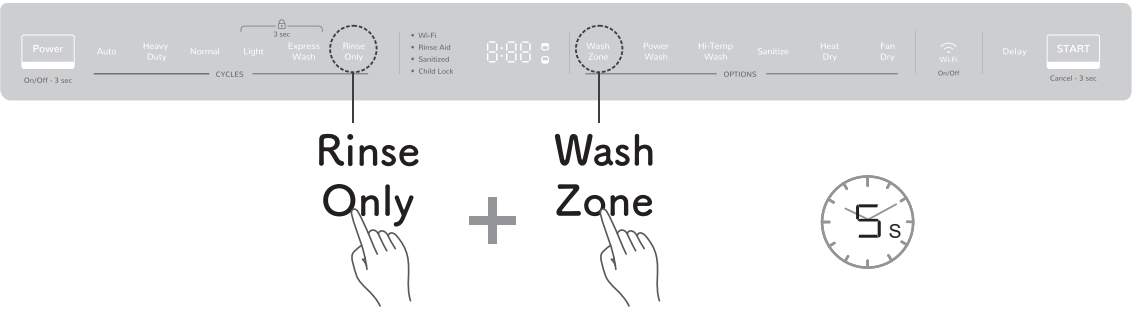 Power
On/Off - 3 sec
Auto
Heavy
Duty
Normal
Light
3 sec
Express
Wash
Rinse
Only
CYCLES
• Wi-Fi
• Rinse Aid
• Sanitized
• Child Lock
8:88
Wash
Zone
Power
Wash
Hi-Temp
Wash
Sanitize
Heat
Dry
Fan
Dry
OPTIONS
Wi-Fi
On/Off
Delay
START
Cancel - 3 sec
Rinse
Only
+
Wash
Zone
5 s